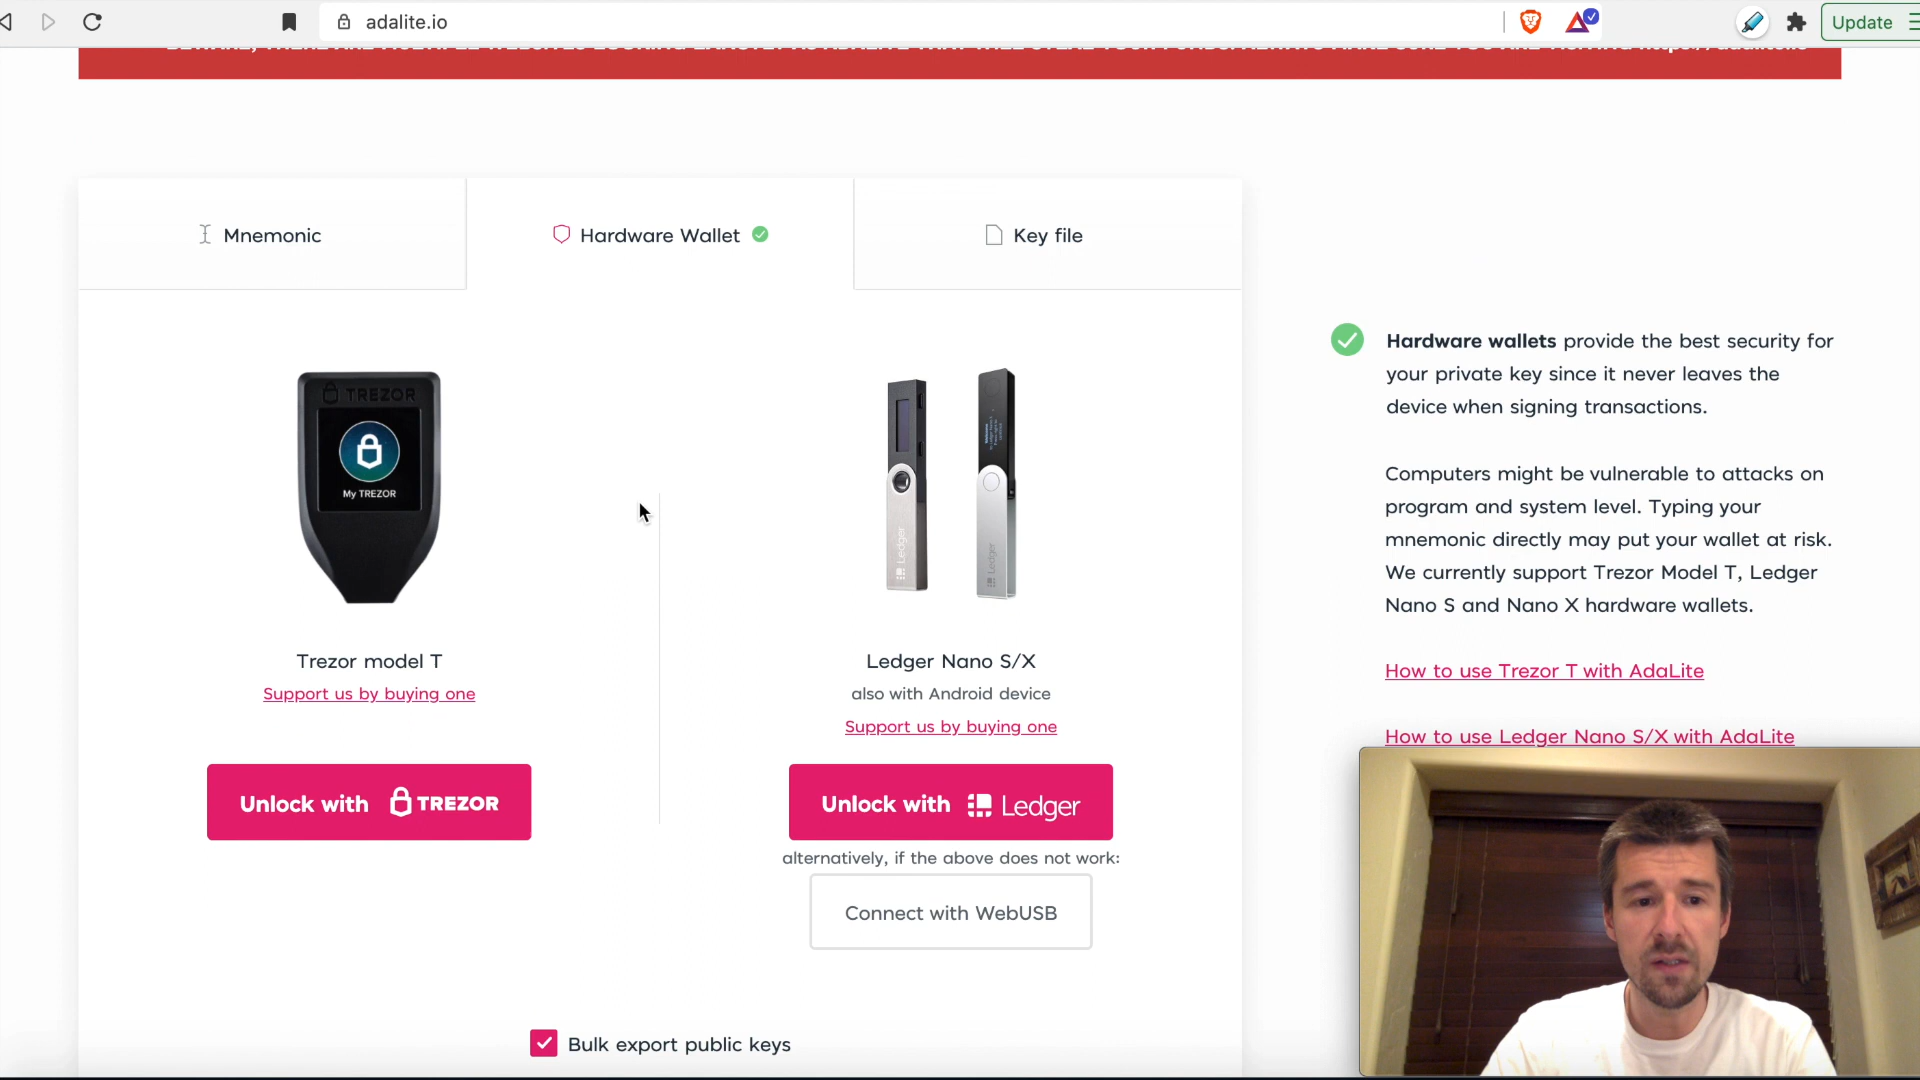 adalite.io
Update
Mnemonic
Hardware Wallet
Key file
TREZOR
My TREZOR
Ledger
Ledger
Trezor model T
Support us by buying one
Unlock with TREZOR
Ledger Nano S/X
also with Android device
Support us by buying one
Unlock with Ledger
alternatively, if the above does not work:
Connect with WebUSB
Bulk export public keys
Hardware wallets provide the best security for
your private key since it never leaves the
device when signing transactions.
Computers might be vulnerable to attacks on
program and system level. Typing your
mnemonic directly may put your wallet at risk.
We currently support Trezor Model T, Ledger
Nano S and Nano X hardware wallets.
How to use Trezor T with AdaLite
How to use Ledger Nano S/X with AdaLite